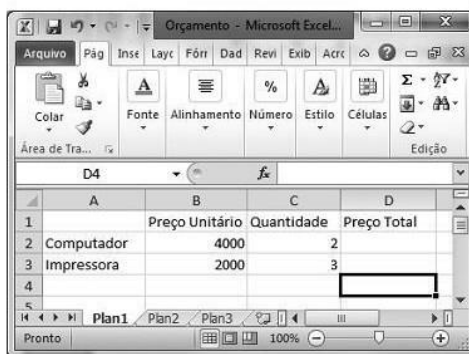 Orçamento - Microsoft Excel...
Arquivo Pág Inse Layc Fórr Dad Revi Exib Acrc
Colar Fonte Alinhamento Número Estilo Células
Área de Tra... Edição
D4 fx
A B C D
1 Preço Unitário Quantidade Preço Total
2 Computador 4000 2
3 Impressora 2000 3
4
5
Plan1 Plan2 Plan3
Pronto 100%